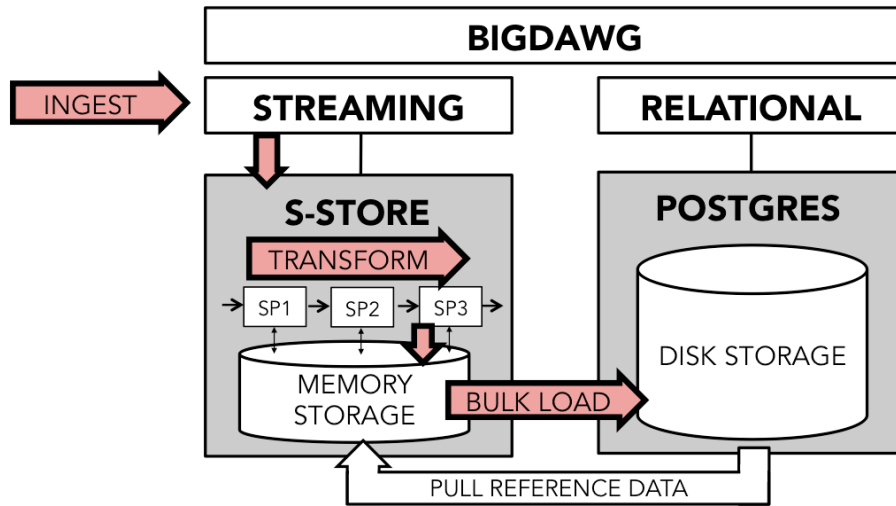 BIGDAWG
INGEST
STREAMING
RELATIONAL
S-STORE
POSTGRES
TRANSFORM
SP1
SP2
SP3
MEMORY
STORAGE
DISK STORAGE
BULK LOAD
PULL REFERENCE DATA